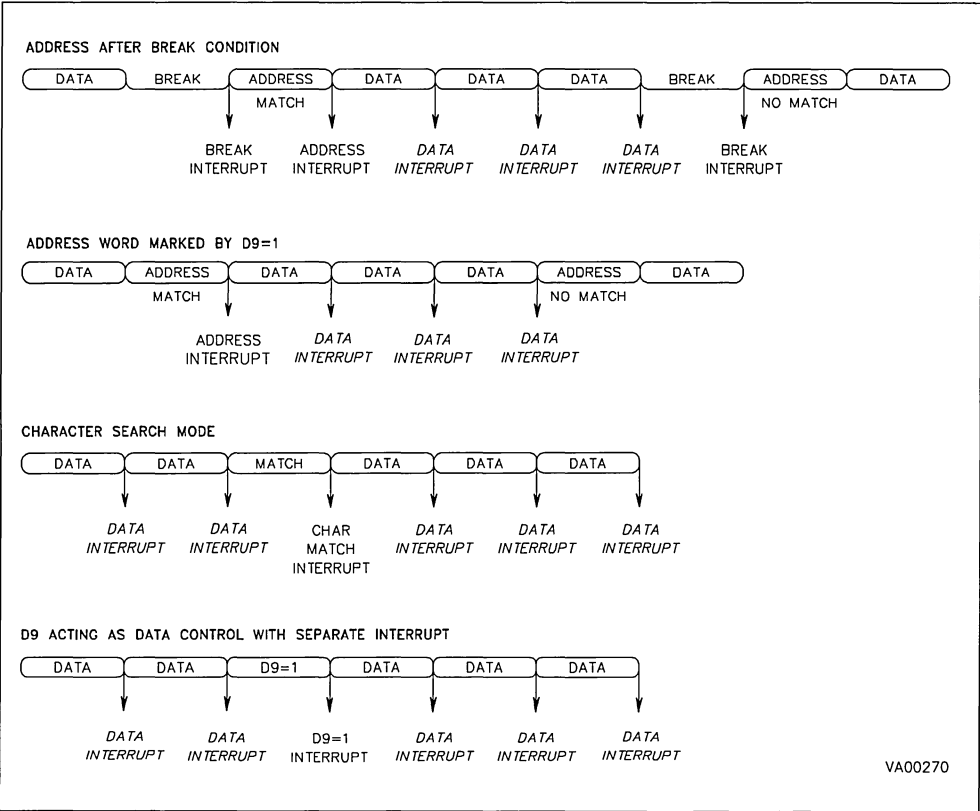 ADDRESS AFTER BREAK CONDITION
DATA BREAK ADDRESS DATA DATA DATA BREAK ADDRESS DATA
MATCH NO MATCH
BREAK ADDRESS DATA DATA DATA BREAK
INTERRUPT INTERRUPT INTERRUPT INTERRUPT INTERRUPT INTERRUPT
ADDRESS WORD MARKED BY D9=1
DATA ADDRESS DATA DATA DATA ADDRESS DATA
MATCH NO MATCH
ADDRESS DATA DATA DATA
INTERRUPT INTERRUPT INTERRUPT INTERRUPT
CHARACTER SEARCH MODE
DATA DATA MATCH DATA DATA DATA
DATA DATA CHAR DATA DATA DATA
INTERRUPT INTERRUPT MATCH INTERRUPT INTERRUPT INTERRUPT
INTERRUPT
D9 ACTING AS DATA CONTROL WITH SEPARATE INTERRUPT
DATA DATA D9=1 DATA DATA DATA
DATA DATA D9=1 DATA DATA DATA
INTERRUPT INTERRUPT INTERRUPT INTERRUPT INTERRUPT INTERRUPT
VA00270